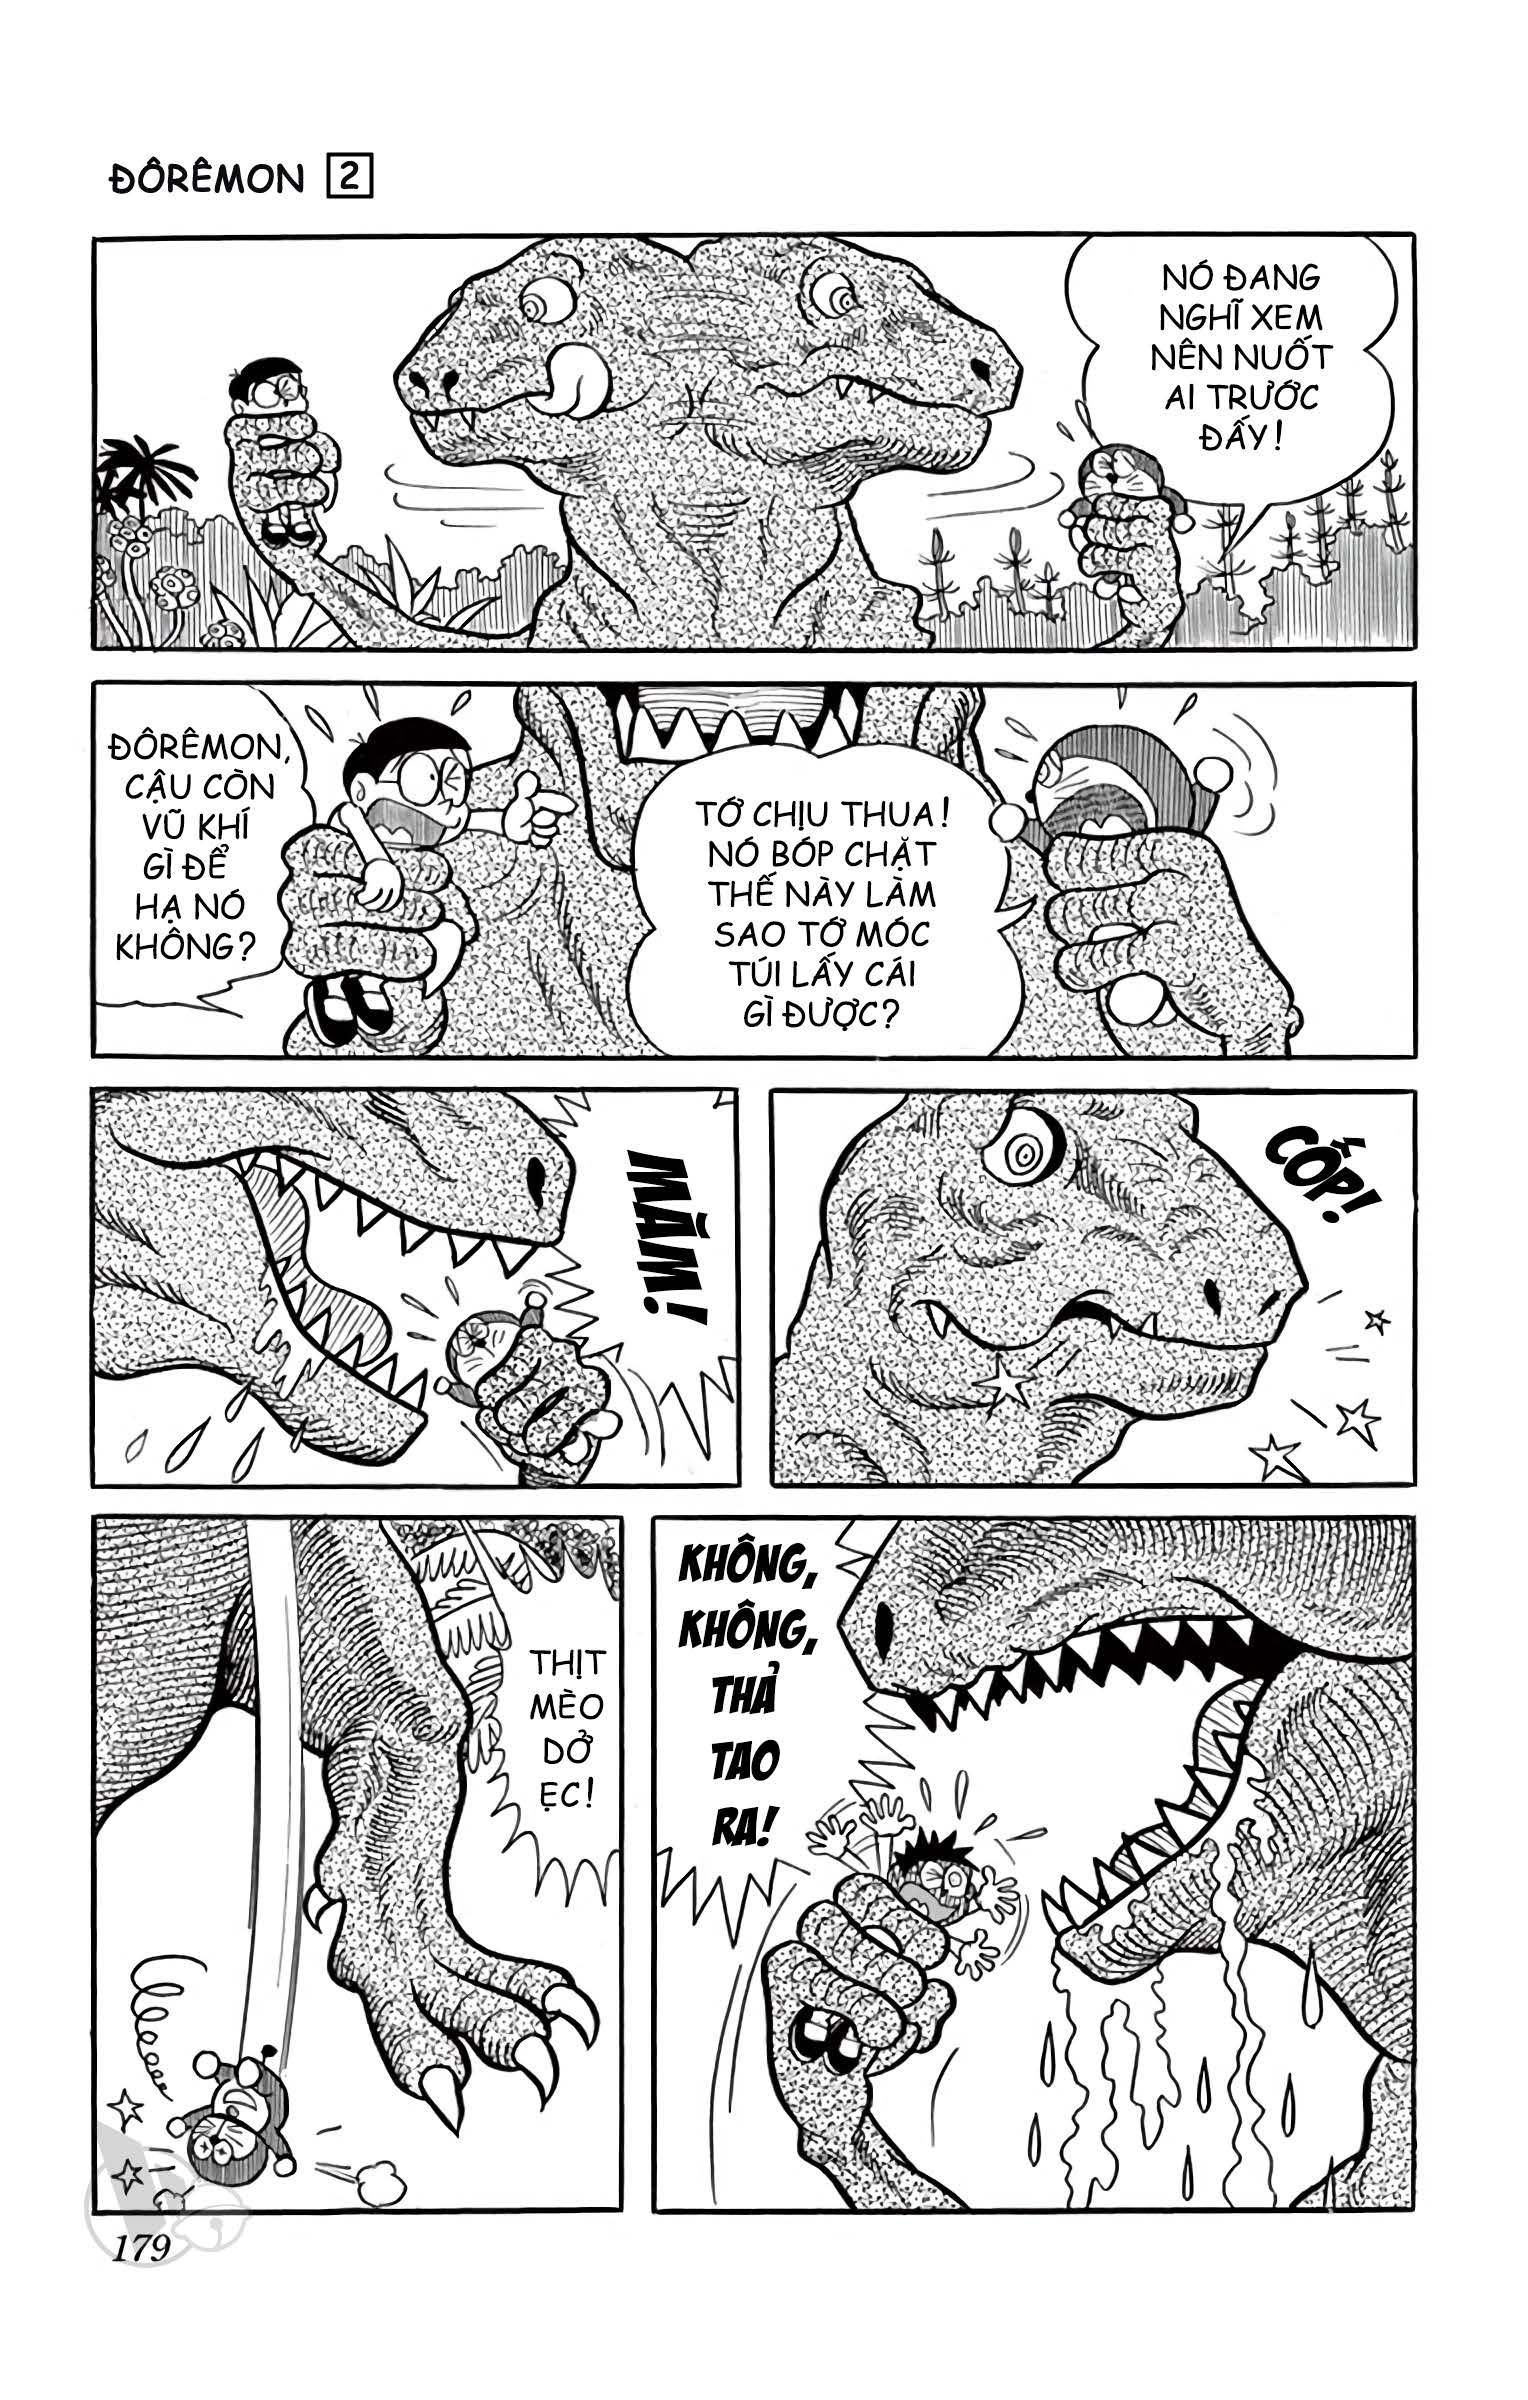 ĐÔRÊMON 2
NÓ ĐANG
NGHĨ XEM
NÊN NUỐT
AI TRƯỚC
ĐẤY!
ĐÔRÊMON,
CẬU CÒN
VŨ KHÍ
GÌ ĐỂ
HẠ NÓ
KHÔNG?
TỚ CHỊU THUA!
NÓ BÓP CHẶT
THẾ NÀY LÀM
SAO TỚ MÓC
TÚI LẤY CÁI
GÌ ĐƯỢC?
MĂM!
CỐP!
THỊT
MÈO
DỞ
ẸC!
KHÔNG,
KHÔNG,
THẢ
TAO
RA!
179